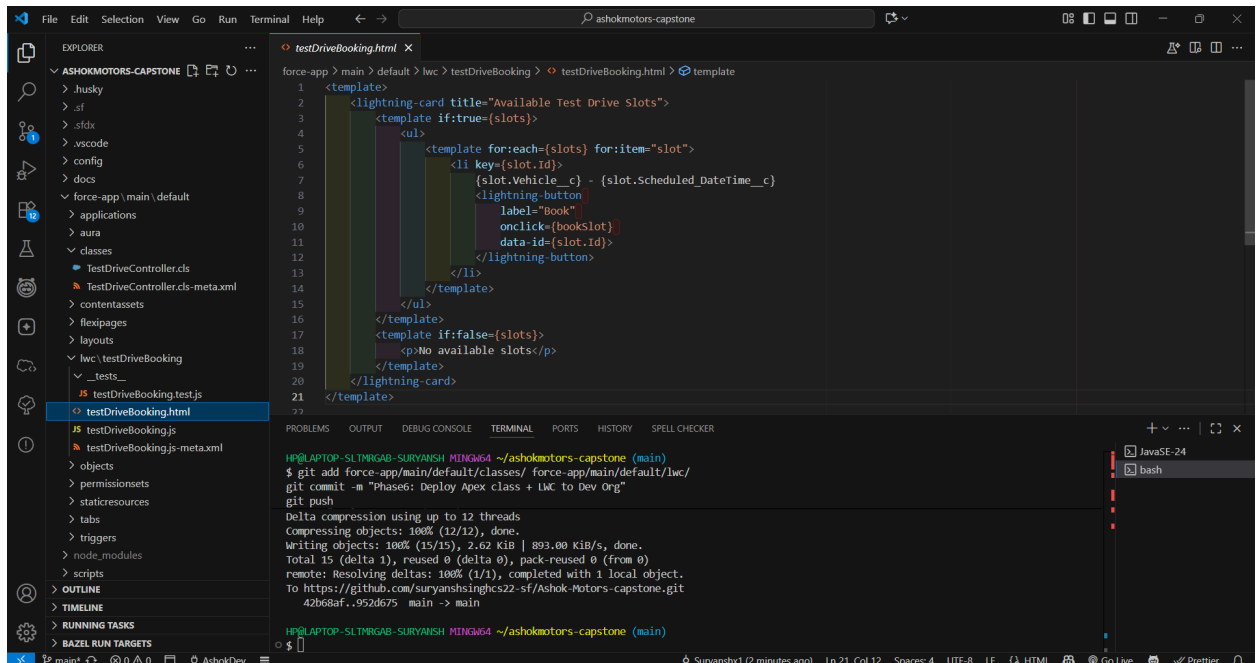 File Edit Selection View Go Run Terminal Help ← → ashokmotors-capstone
EXPLORER ...
ASHOKMOTORS-CAPSTONE
.husky
.sf
.sfdx
.vscode
config
docs
force-app\main\default
applications
aura
classes
TestDriveController.cls
TestDriveController.cls-meta.xml
contentassets
flexipages
layouts
lwc\testDriveBooking
__tests__
JS testDriveBooking.test.js
<> testDriveBooking.html
JS testDriveBooking.js
testDriveBooking.js-meta.xml
objects
permissionsets
staticresources
tabs
triggers
node_modules
scripts
OUTLINE
TIMELINE
RUNNING TASKS
BAZEL RUN TARGETS
1
12
<> testDriveBooking.html ×
force-app > main > default > lwc > testDriveBooking > <> testDriveBooking.html > template
1 <template>
2 <lightning-card title="Available Test Drive Slots">
3 <template if:true={slots}>
4 <ul>
5 <template for:each={slots} for:item="slot">
6 <li key={slot.Id}>
7 {slot.Vehicle__c} - {slot.Scheduled_DateTime__c}
8 <lightning-button
9 label="Book"
10 onclick={bookSlot}
11 data-id={slot.Id}>
12 </lightning-button>
13 </li>
14 </template>
15 </ul>
16 </template>
17 <template if:false={slots}>
18 <p>No available slots</p>
19 </template>
20 </lightning-card>
21 </template>
22
PROBLEMS OUTPUT DEBUG CONSOLE TERMINAL PORTS HISTORY SPELL CHECKER
JavaSE-24
bash
HP@LAPTOP-SLTMRGAB-SURYANSH MINGW64 ~/ashokmotors-capstone (main)
$ git add force-app/main/default/classes/ force-app/main/default/lwc/
git commit -m "Phase6: Deploy Apex class + LWC to Dev Org"
git push
Delta compression using up to 12 threads
Compressing objects: 100% (12/12), done.
Writing objects: 100% (15/15), 2.62 KiB | 893.00 KiB/s, done.
Total 15 (delta 1), reused 0 (delta 0), pack-reused 0 (from 0)
remote: Resolving deltas: 100% (1/1), completed with 1 local object.
To https://github.com/suryanshsinghcs22-sf/Ashok-Motors-capstone.git
42b68af..952d675 main -> main
HP@LAPTOP-SLTMRGAB-SURYANSH MINGW64 ~/ashokmotors-capstone (main)
$
main* 0 0 AshokDev Suryanshx1 (2 minutes ago) Ln 21, Col 12 Spaces: 4 UTF-8 LF HTML Go Live Prettier